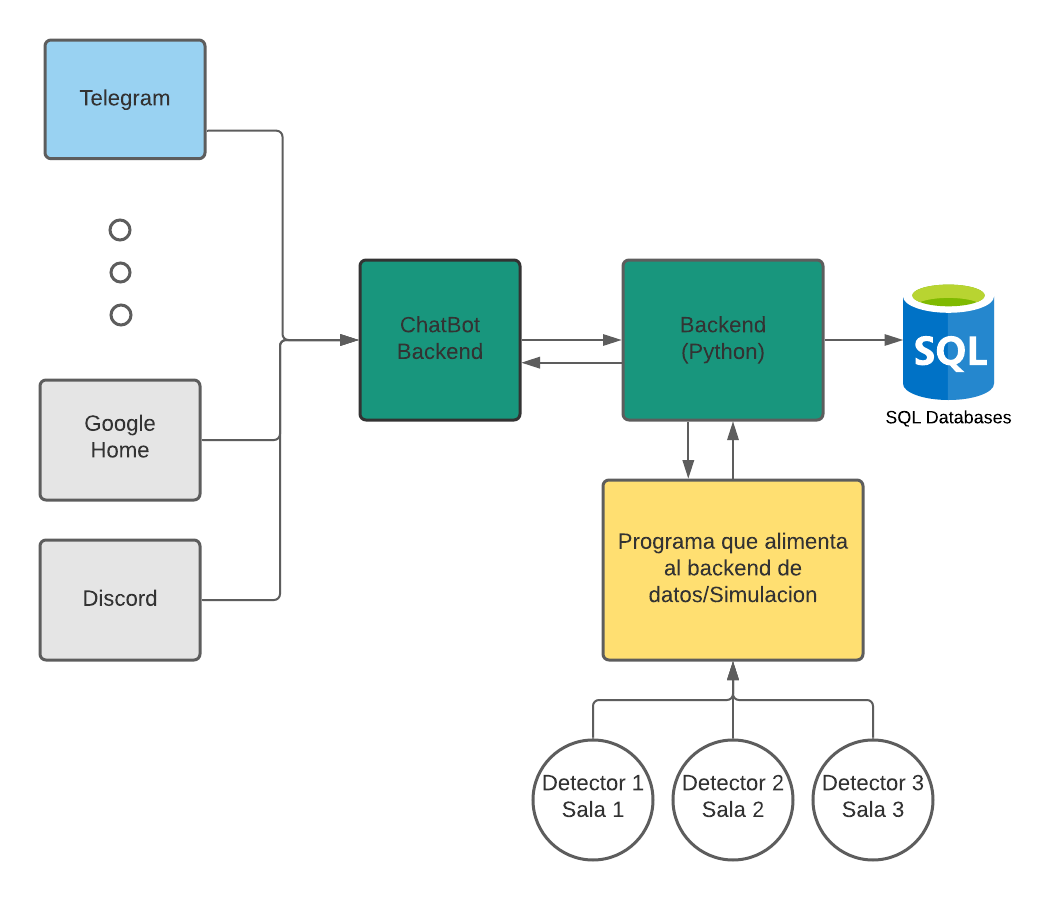 Telegram
Google
Home
Discord
ChatBot
Backend
Backend
(Python)
SQL
SQL Databases
Programa que alimenta
al backend de
datos/Simulacion
Detector 1
Sala 1
Detector 2
Sala 2
Detector 3
Sala 3